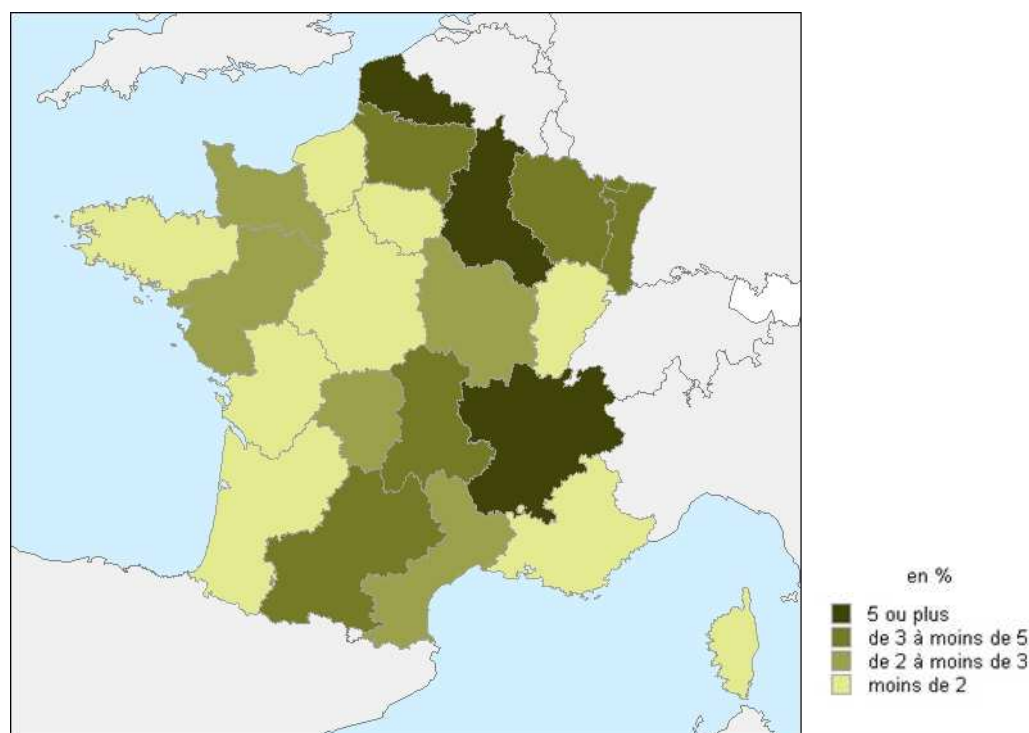 en %
5 ou plus
de 3 à moins de 5
de 2 à moins de 3
moins de 2